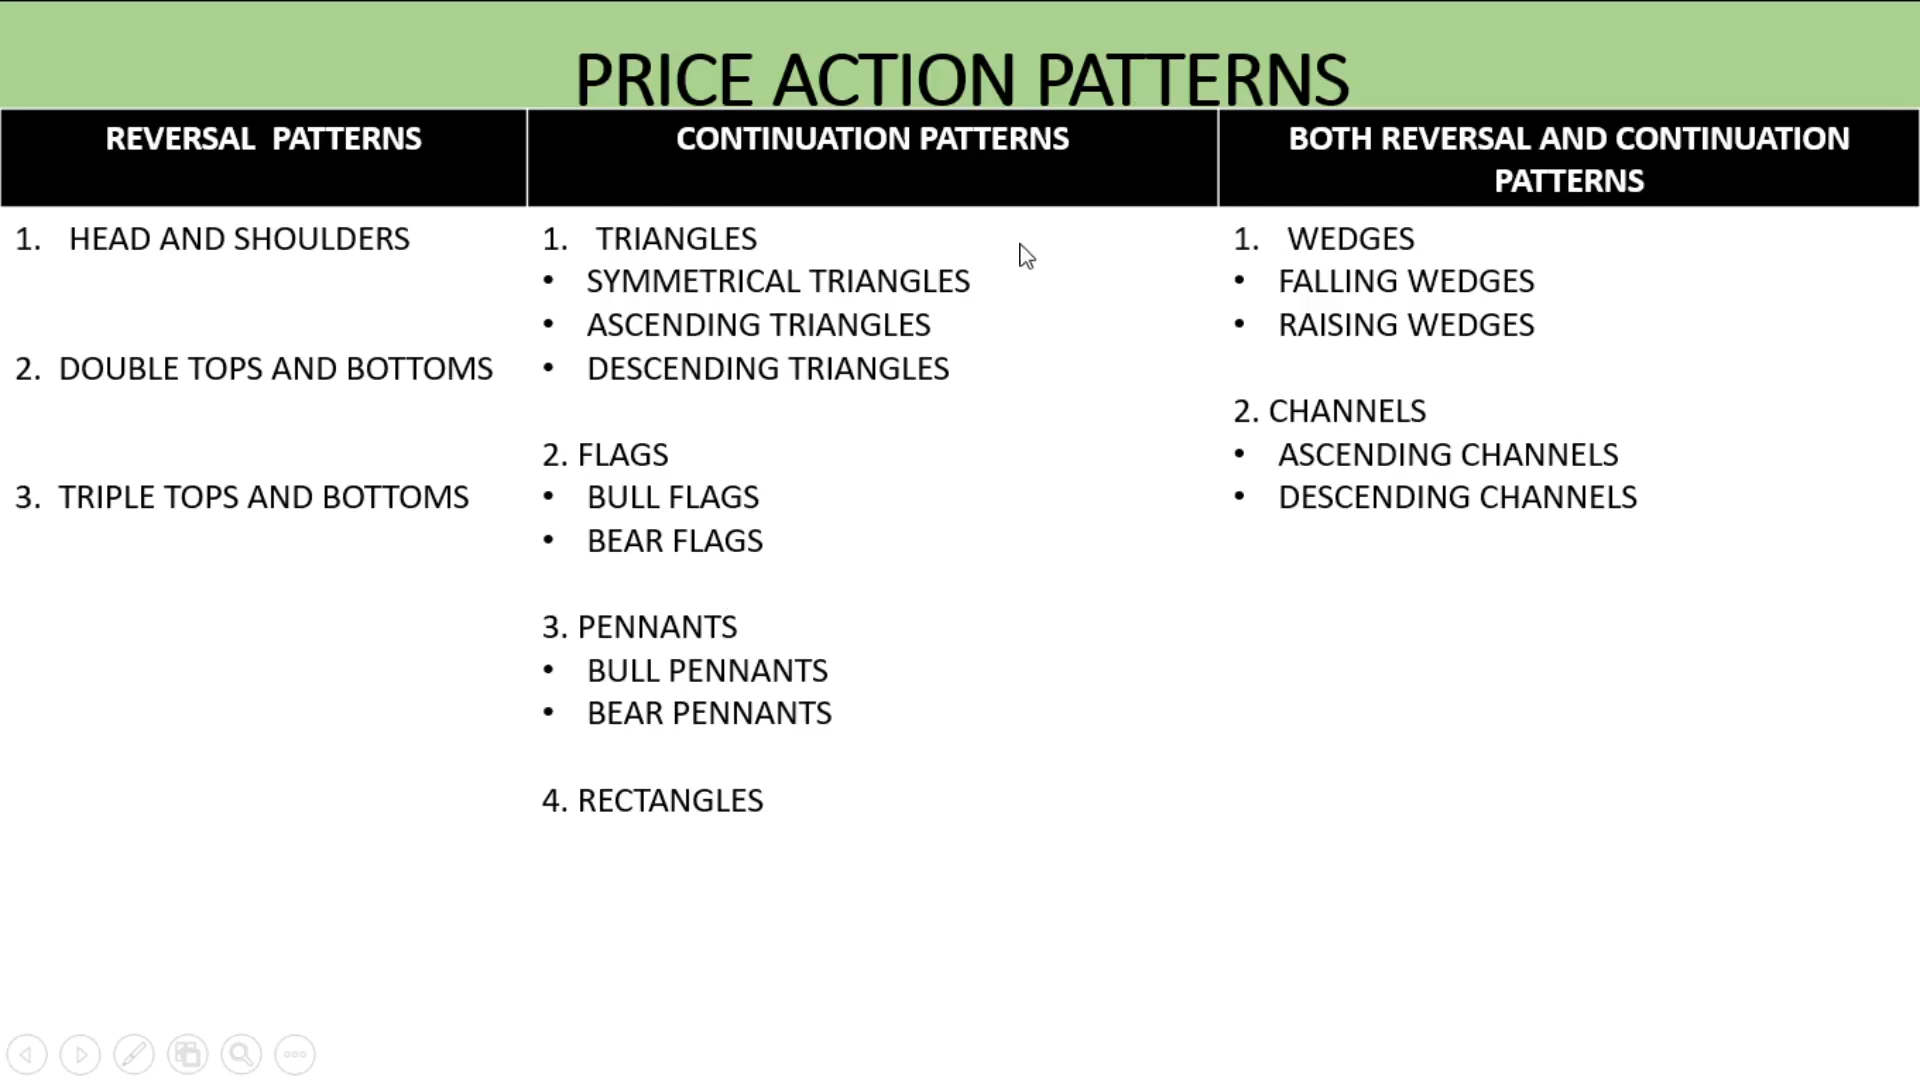 PRICE ACTION PATTERNS
REVERSAL PATTERNS
1. HEAD AND SHOULDERS
2. DOUBLE TOPS AND BOTTOMS
3. TRIPLE TOPS AND BOTTOMS
CONTINUATION PATTERNS
1. TRIANGLES
• SYMMETRICAL TRIANGLES
• ASCENDING TRIANGLES
• DESCENDING TRIANGLES
2. FLAGS
• BULL FLAGS
• BEAR FLAGS
3. PENNANTS
• BULL PENNANTS
• BEAR PENNANTS
4. RECTANGLES
BOTH REVERSAL AND CONTINUATION
PATTERNS
1. WEDGES
• FALLING WEDGES
• RAISING WEDGES
2. CHANNELS
• ASCENDING CHANNELS
• DESCENDING CHANNELS